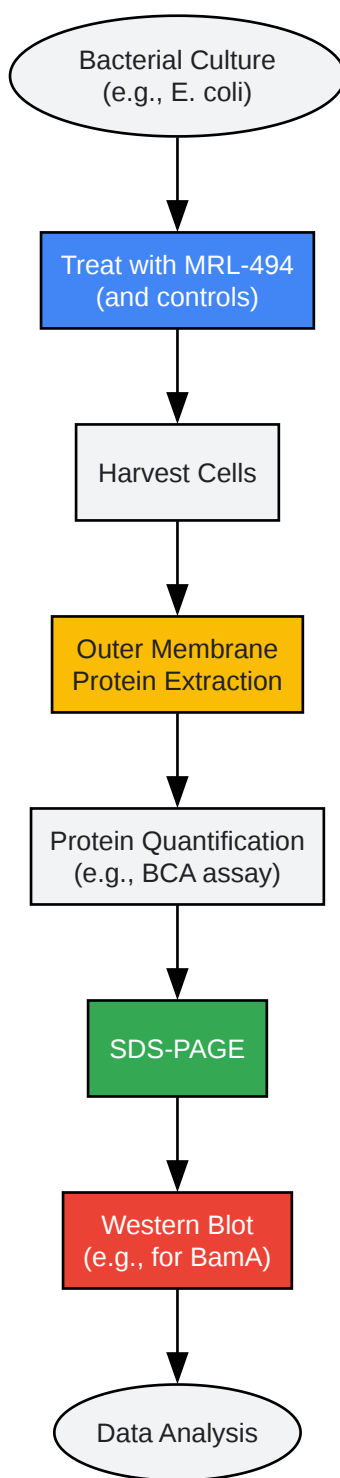 Bacterial Culture
(e.g., E. coli)
Treat with MRL-494
(and controls)
Harvest Cells
Outer Membrane
Protein Extraction
Protein Quantification
(e.g., BCA assay)
SDS-PAGE
Western Blot
(e.g., for BamA)
Data Analysis